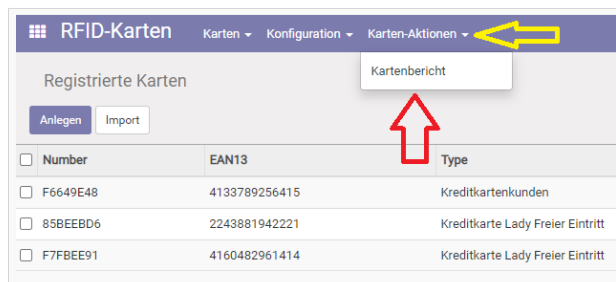 RFID-Karten Karten Konfiguration Karten-Aktionen
Kartenbericht
Registrierte Karten
Anlegen Import
Number EAN13 Type
F6649E48 4133789256415 Kreditkartenkunden
85BEEBD6 2243881942221 Kreditkarte Lady Freier Eintritt
F7FBEE91 4160482961414 Kreditkarte Lady Freier Eintritt